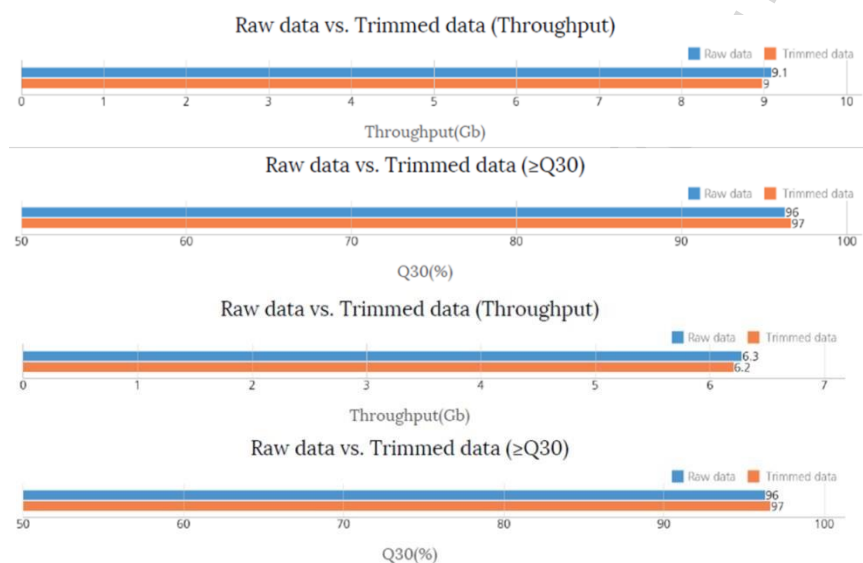 Raw data vs. Trimmed data (Throughput)
Raw data Trimmed data
9.1
9
0 1 2 3 4 5 6 7 8 9 10
Throughput(Gb)
Raw data vs. Trimmed data (≥Q30)
Raw data Trimmed data
96
97
50 60 70 80 90 100
Q30(%)
Raw data vs. Trimmed data (Throughput)
Raw data Trimmed data
6.3
6.2
0 1 2 3 4 5 6 7
Throughput(Gb)
Raw data vs. Trimmed data (≥Q30)
Raw data Trimmed data
96
97
50 60 70 80 90 100
Q30(%)